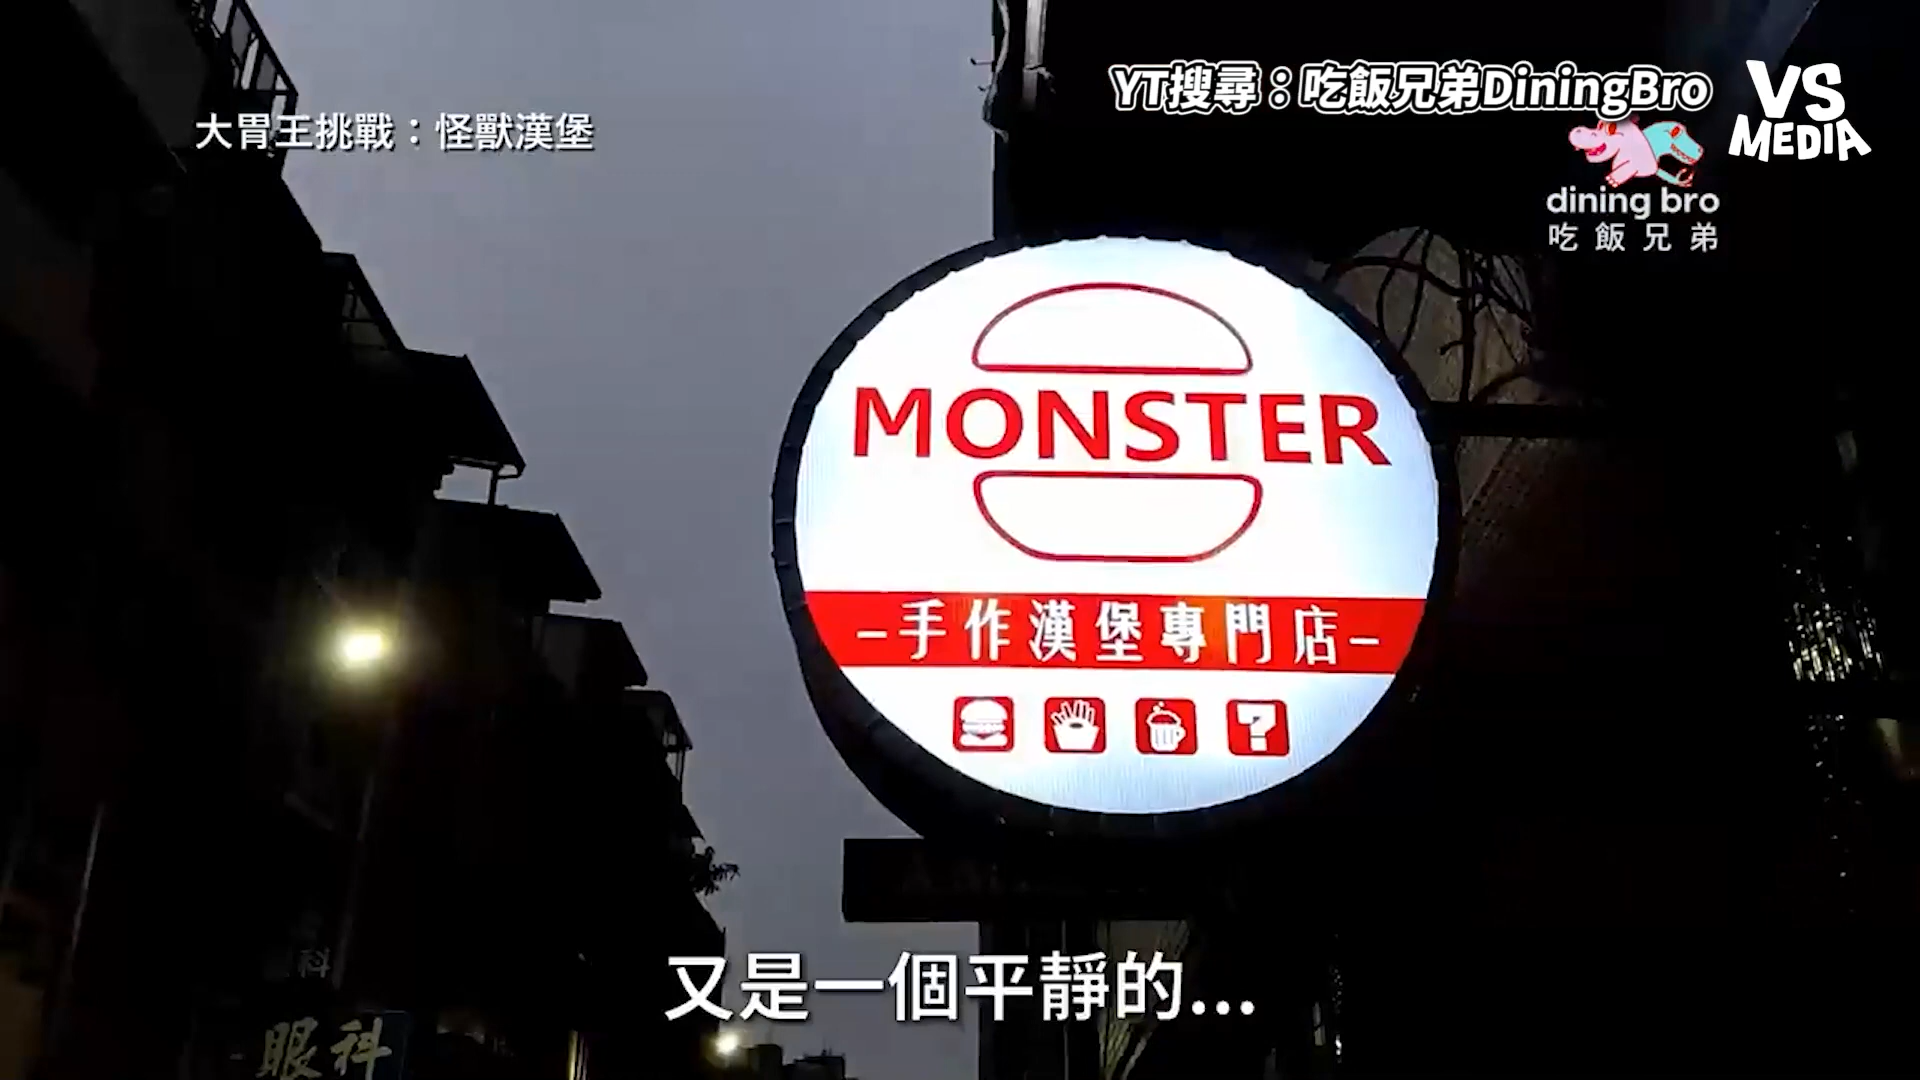 YT搜尋：吃飯兄弟DiningBro
VS
MEDIA
大胃王挑戰：怪獸漢堡
dining bro
吃飯兄弟
MONSTER
–手作漢堡專門店–
?
科
眼科
又是一個平靜的...